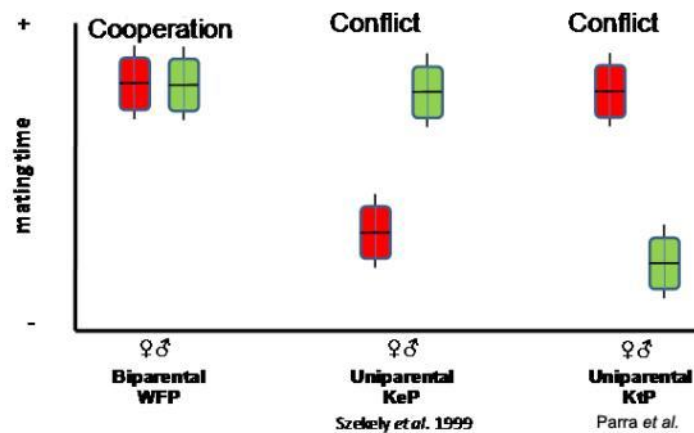 +
Cooperation
Conflict
Conflict
mating time
-
♀♂
♀♂
♀♂
Biparental
WFP
Uniparental
KeP
Uniparental
KtP
Szekely et al. 1999
Parra et al.